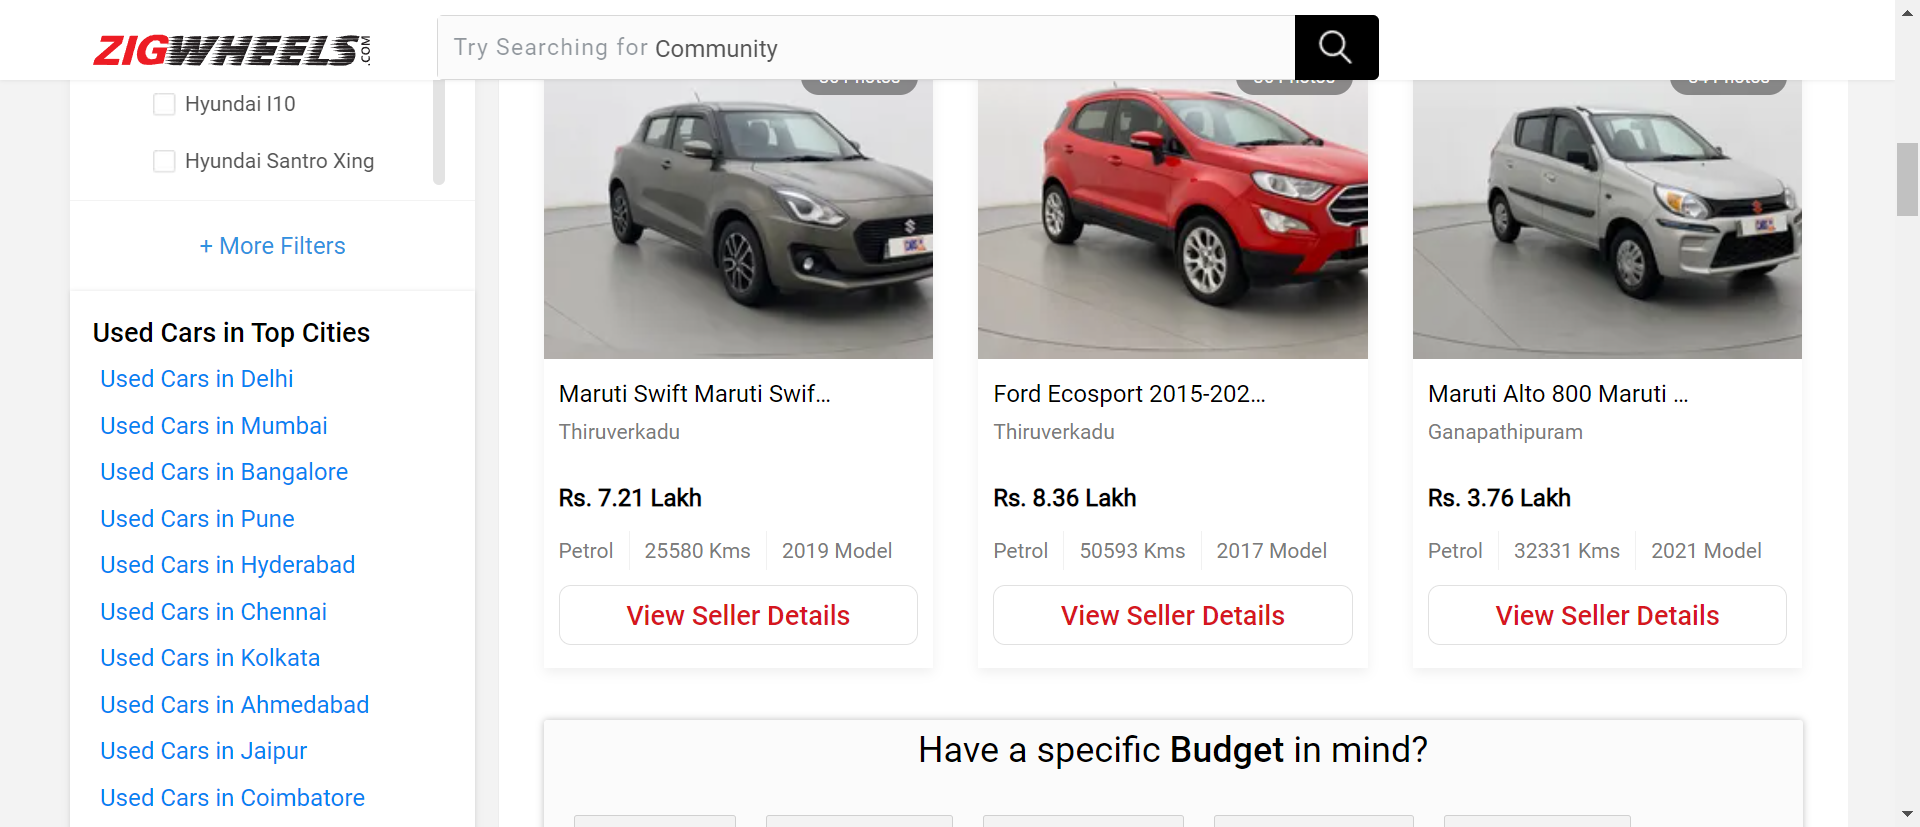 ZIGWHEELS.COM
Try Searching for Community
Hyundai I10
Hyundai Santro Xing
+ More Filters
Used Cars in Top Cities
Used Cars in Delhi
Used Cars in Mumbai
Used Cars in Bangalore
Used Cars in Pune
Used Cars in Hyderabad
Used Cars in Chennai
Used Cars in Kolkata
Used Cars in Ahmedabad
Used Cars in Jaipur
Used Cars in Coimbatore
Maruti Swift Maruti Swif...
Thiruverkadu
Rs. 7.21 Lakh
Petrol 25580 Kms 2019 Model
View Seller Details
Ford Ecosport 2015-202...
Thiruverkadu
Rs. 8.36 Lakh
Petrol 50593 Kms 2017 Model
View Seller Details
Maruti Alto 800 Maruti ...
Ganapathipuram
Rs. 3.76 Lakh
Petrol 32331 Kms 2021 Model
View Seller Details
Have a specific Budget in mind?